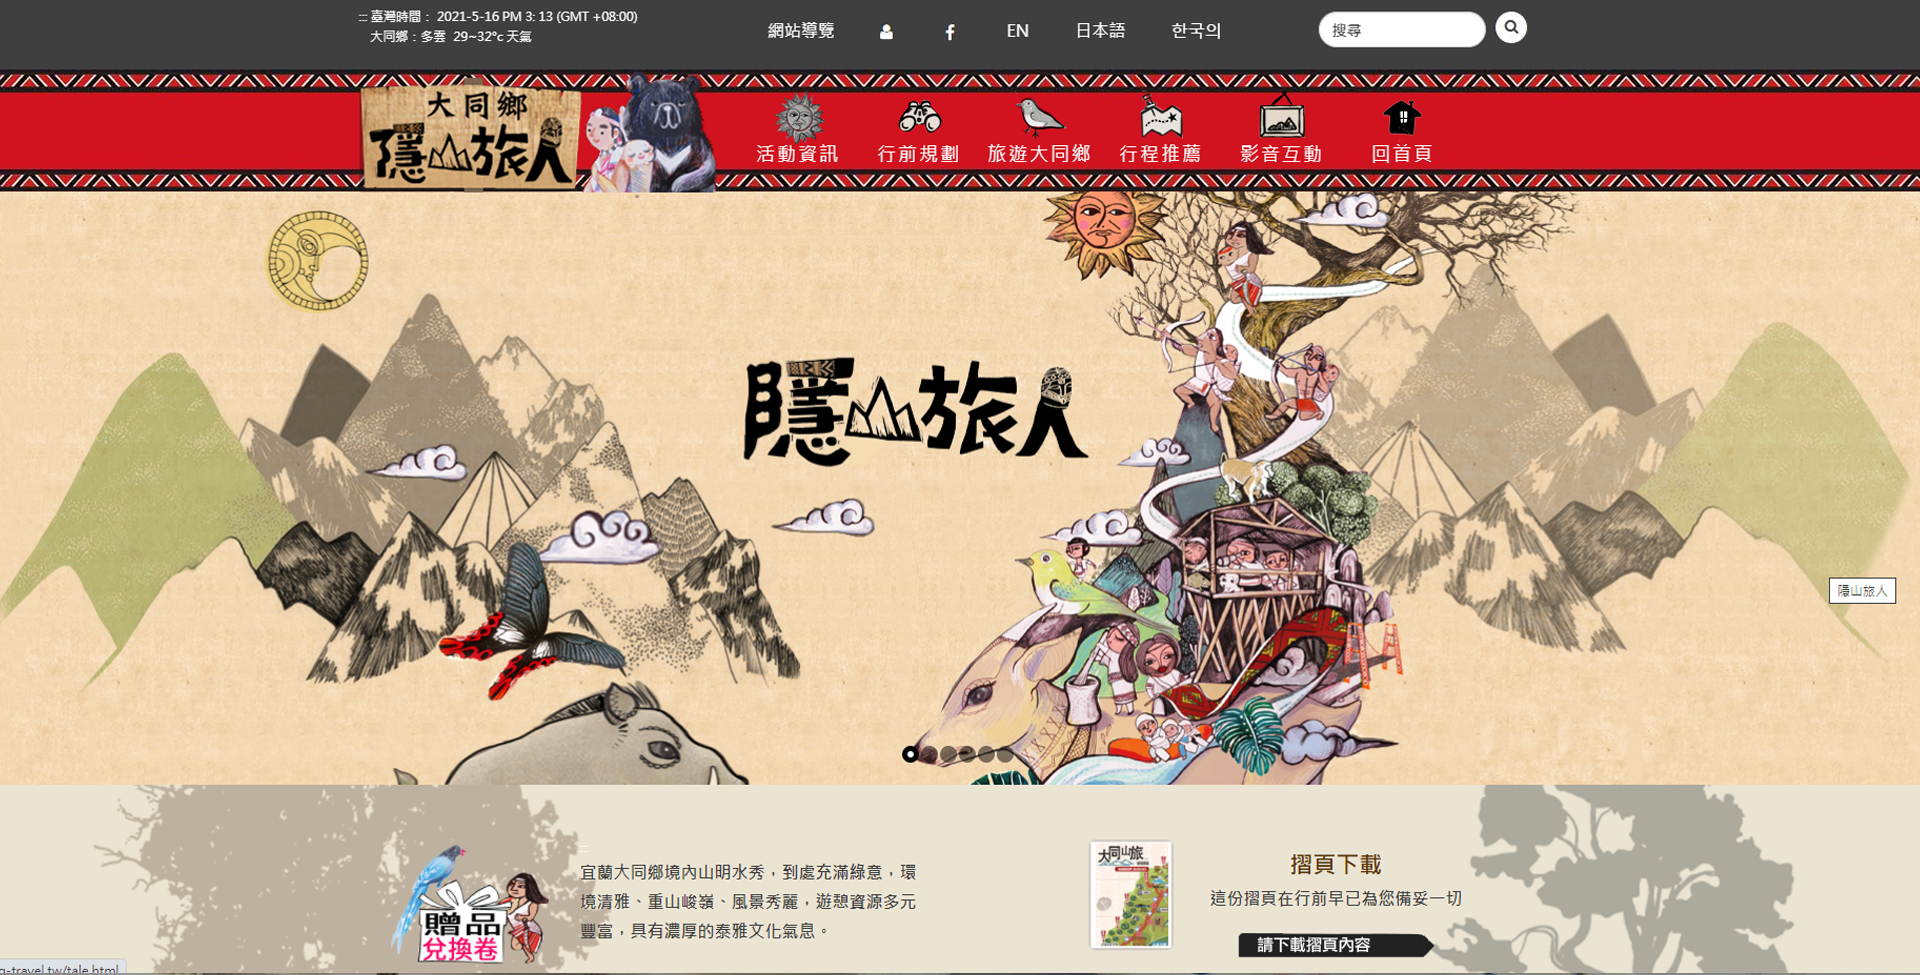 ::: 臺灣時間： 2021-5-16 PM 3: 13 (GMT +08:00)
大同鄉：多雲 29~32°c 天氣
網站導覽
EN
日本語
한국의
搜尋
大同鄉
隱山旅人
活動資訊
行前規劃
旅遊大同鄉
行程推薦
影音互動
回首頁
隱山旅人
隱山旅人
贈品
兌換卷
:::
宜蘭大同鄉境內山明水秀，到處充滿綠意，環
境清雅、重山峻嶺、風景秀麗，遊憩資源多元
豐富，具有濃厚的泰雅文化氣息。
大同山旅
摺頁下載
這份摺頁在行前早已為您備妥一切
請下載摺頁內容
g-travel.tw/tale.html